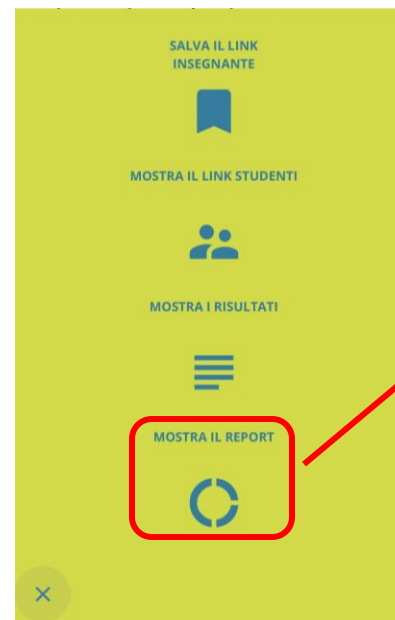 SALVA IL LINK
INSEGNANTE
MOSTRA IL LINK STUDENTI
MOSTRA I RISULTATI
MOSTRA IL REPORT